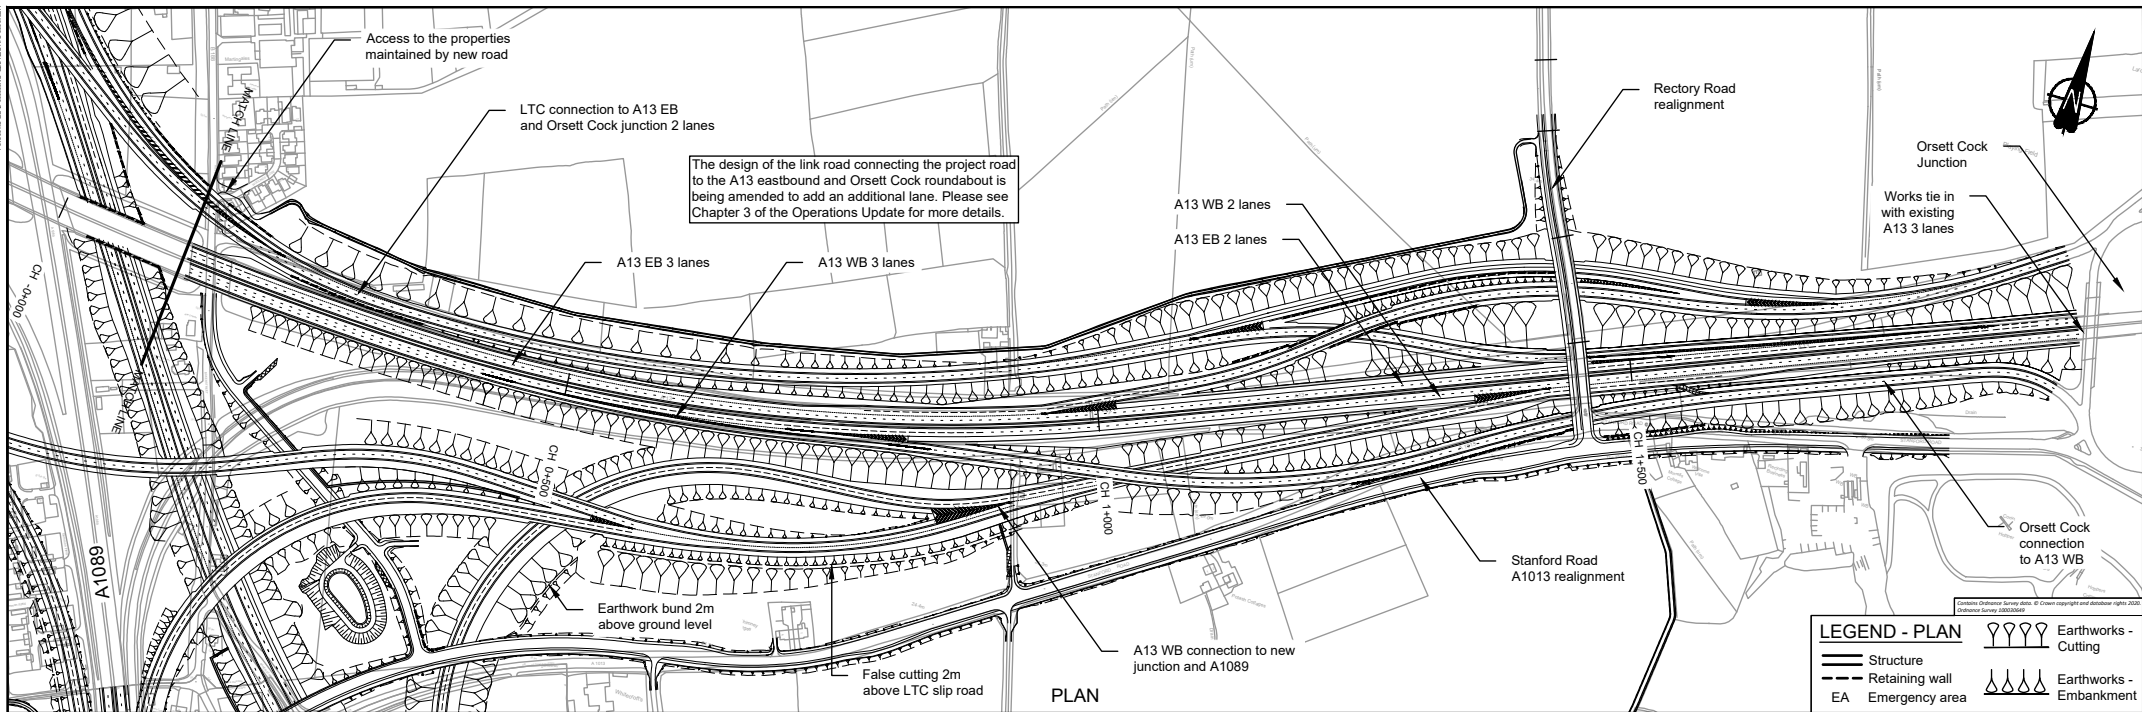 Access to the properties
maintained by new road
LTC connection to A13 EB
and Orsett Cock junction 2 lanes
The design of the link road connecting the project road
to the A13 eastbound and Orsett Cock roundabout is
being amended to add an additional lane. Please see
Chapter 3 of the Operations Update for more details.
A13 EB 3 lanes
A13 WB 3 lanes
A13 WB 2 lanes
A13 EB 2 lanes
Rectory Road
realignment
Orsett Cock
Junction
Works tie in
with existing
A13 3 lanes
MATCH LINE
MATCH LINE
CH - 0+000
CH 0+500
CH 1+000
CH 1+500
A1089
Earthwork bund 2m
above ground level
False cutting 2m
above LTC slip road
A13 WB connection to new
junction and A1089
Stanford Road
A1013 realignment
Orsett Cock
connection
to A13 WB
PLAN
Contains Ordnance Survey data. © Crown copyright and database rights 2020.
Ordnance Survey 100030649
LEGEND - PLAN
Structure
Retaining wall
EA Emergency area
Earthworks -
Cutting
Earthworks -
Embankment
N